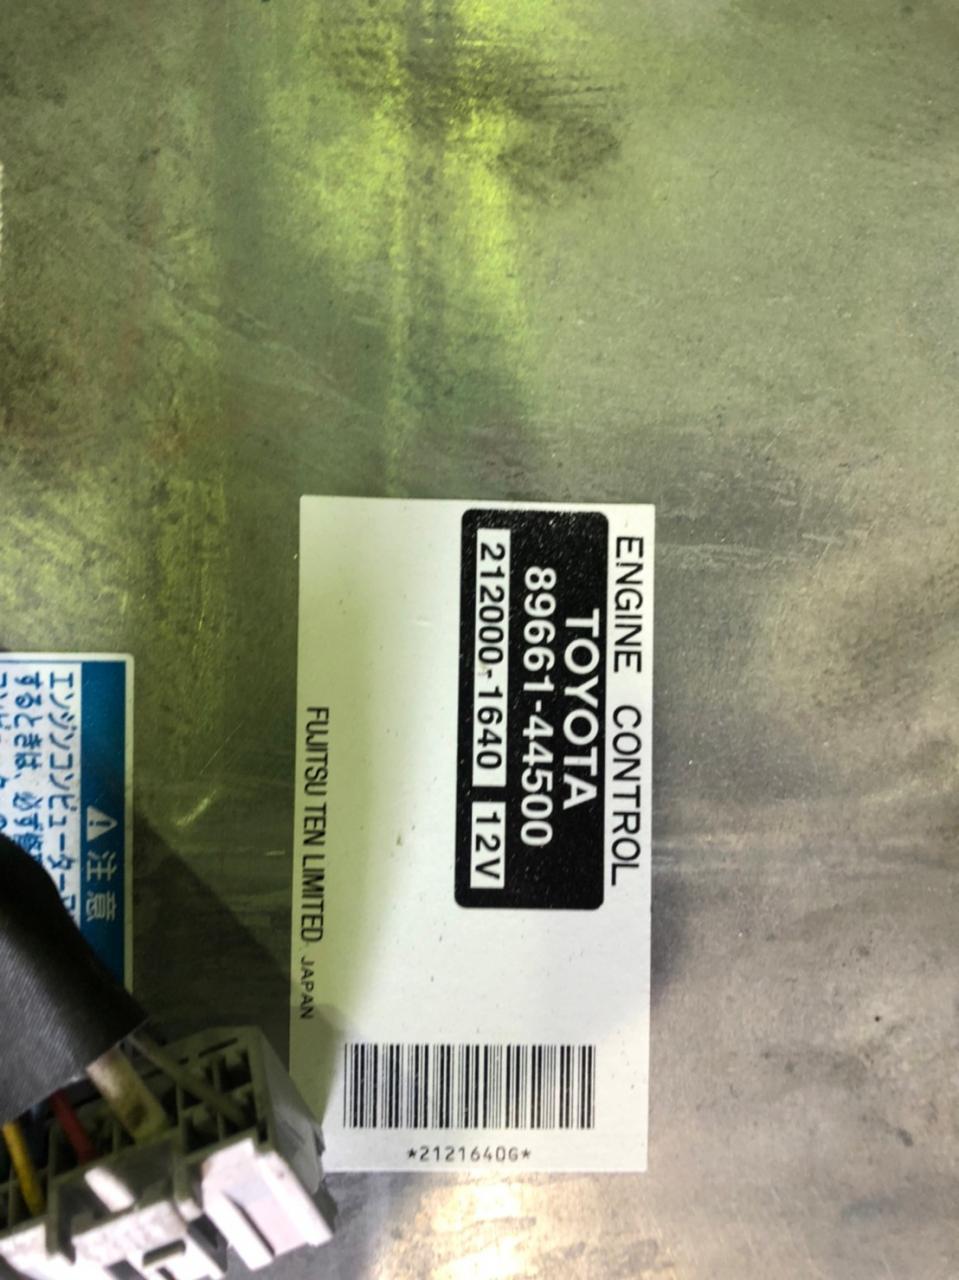 ENGINE CONTROL
TOYOTA
89661-44500
212000-1640 12V
FUJITSU TEN LIMITED JAPAN
*2121640G*
注意
エンジンコンピューター
するときは、必ず